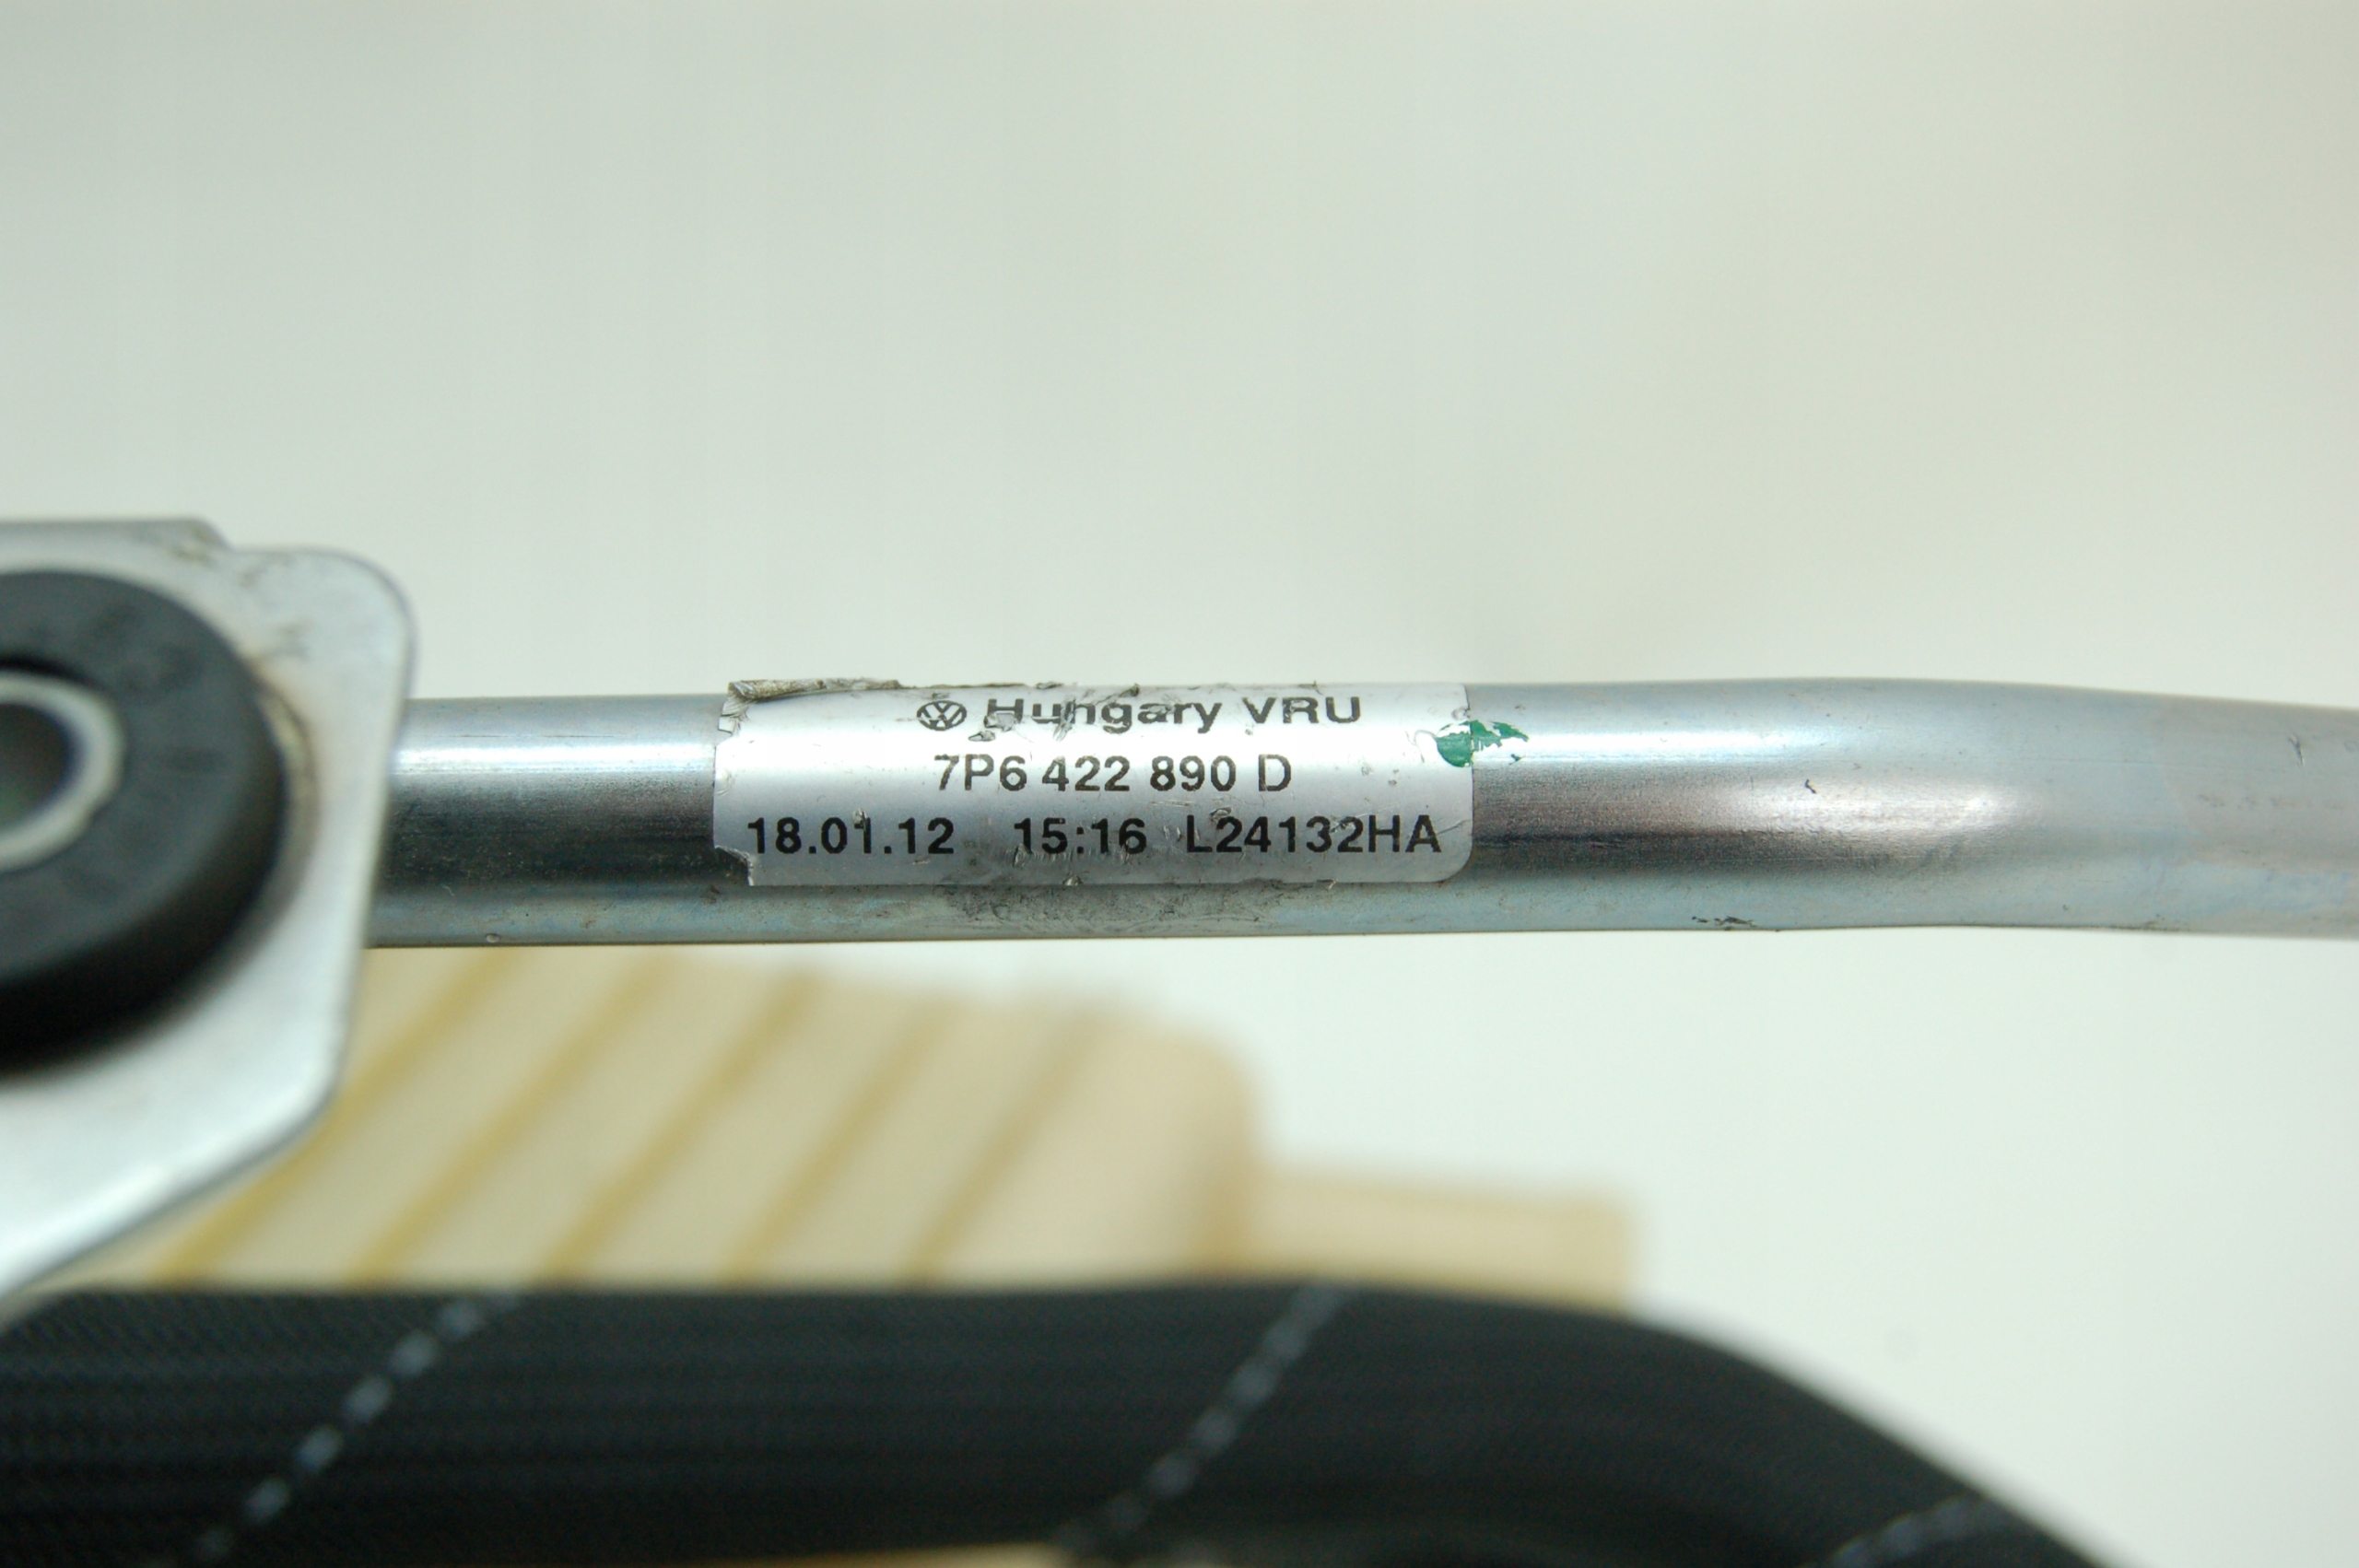 Hungary VRU
7P6 422 890 D
18.01.12 15:16 L24132HA